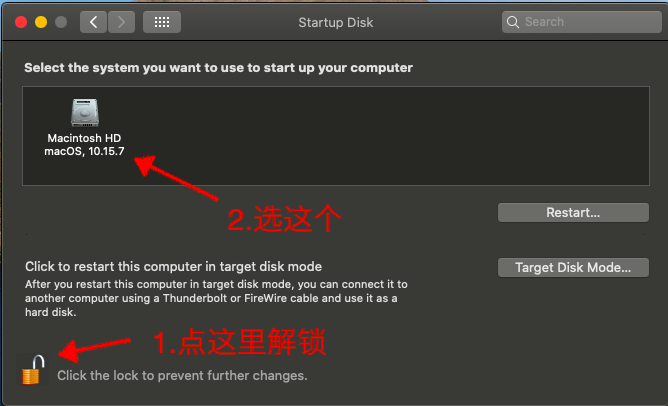 Startup Disk
Search
Select the system you want to use to start up your computer
Macintosh HD
macOS, 10.15.7
2.选这个
Restart...
Click to restart this computer in target disk mode
Target Disk Mode...
After you restart this computer in target disk mode, you can connect it to
another computer using a Thunderbolt or FireWire cable and use it as a
hard disk.
1.点这里解锁
Click the lock to prevent further changes.